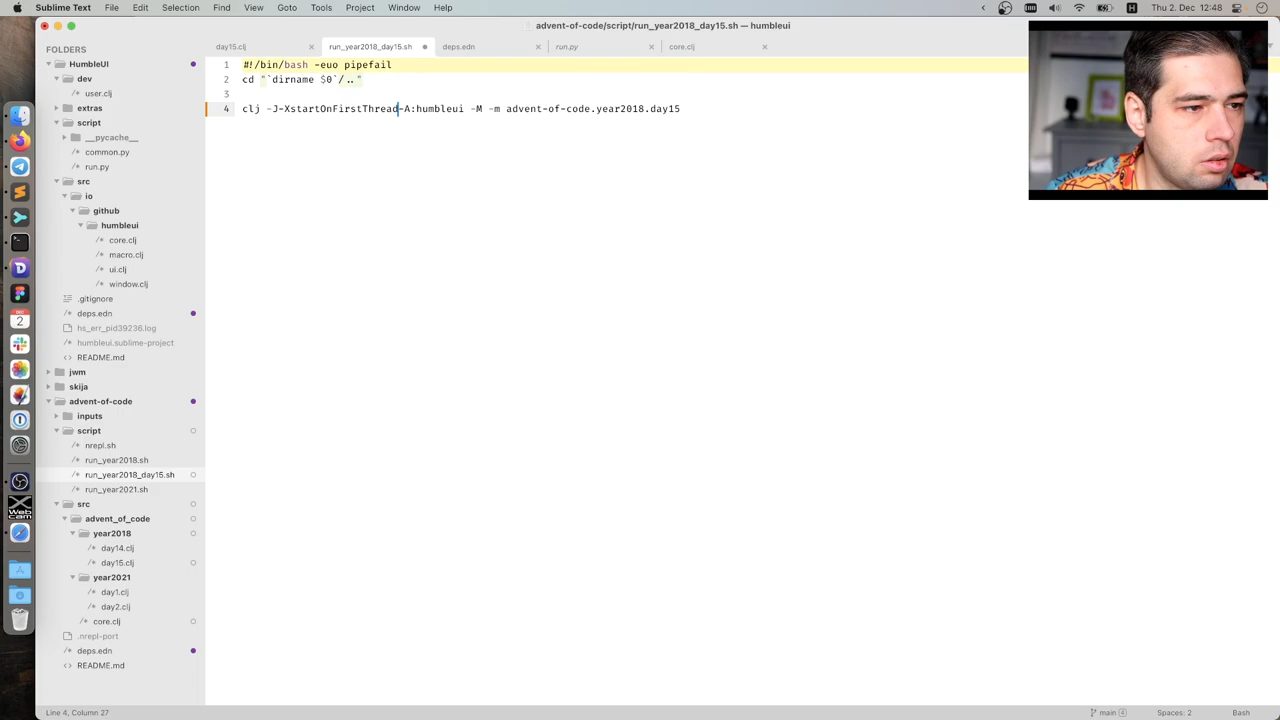 Sublime Text File Edit Selection Find View Goto Tools Project Window Help Thu 2. Dec 12:48
advent-of-code/script/run_year2018_day15.sh — humbleui
day15.clj run_year2018_day15.sh deps.edn run.py core.clj
FOLDERS
HumbleUI
dev
user.clj
extras
script
__pycache__
common.py
run.py
src
io
github
humbleui
core.clj
macro.clj
ui.clj
window.clj
.gitignore
deps.edn
hs_err_pid39236.log
humbleui.sublime-project
README.md
jwm
skija
advent-of-code
inputs
script
nrepl.sh
run_year2018.sh
run_year2018_day15.sh
run_year2021.sh
src
advent_of_code
year2018
day14.clj
day15.clj
year2021
day1.clj
day2.clj
core.clj
.nrepl-port
deps.edn
README.md
1 #!/bin/bash -euo pipefail
2 cd "`dirname $0`/.."
3
4 clj -J-XstartOnFirstThread-A:humbleui -M -m advent-of-code.year2018.day15
DEC
2
Web
cam
Line 4, Column 27 main 4 Spaces: 2 Bash